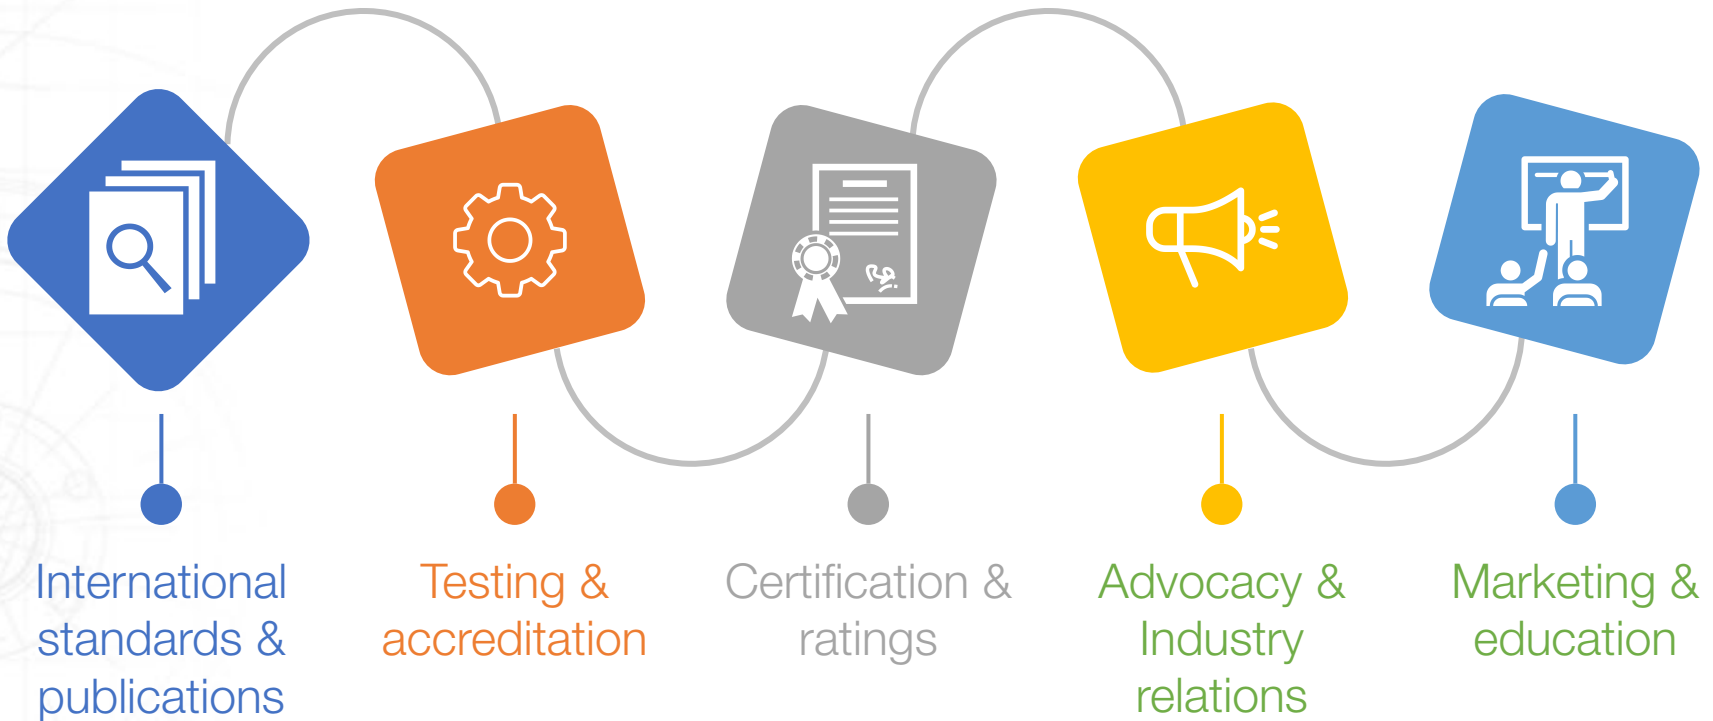 International
standards &
publications
Testing &
accreditation
Certification &
ratings
Advocacy &
Industry
relations
Marketing &
education